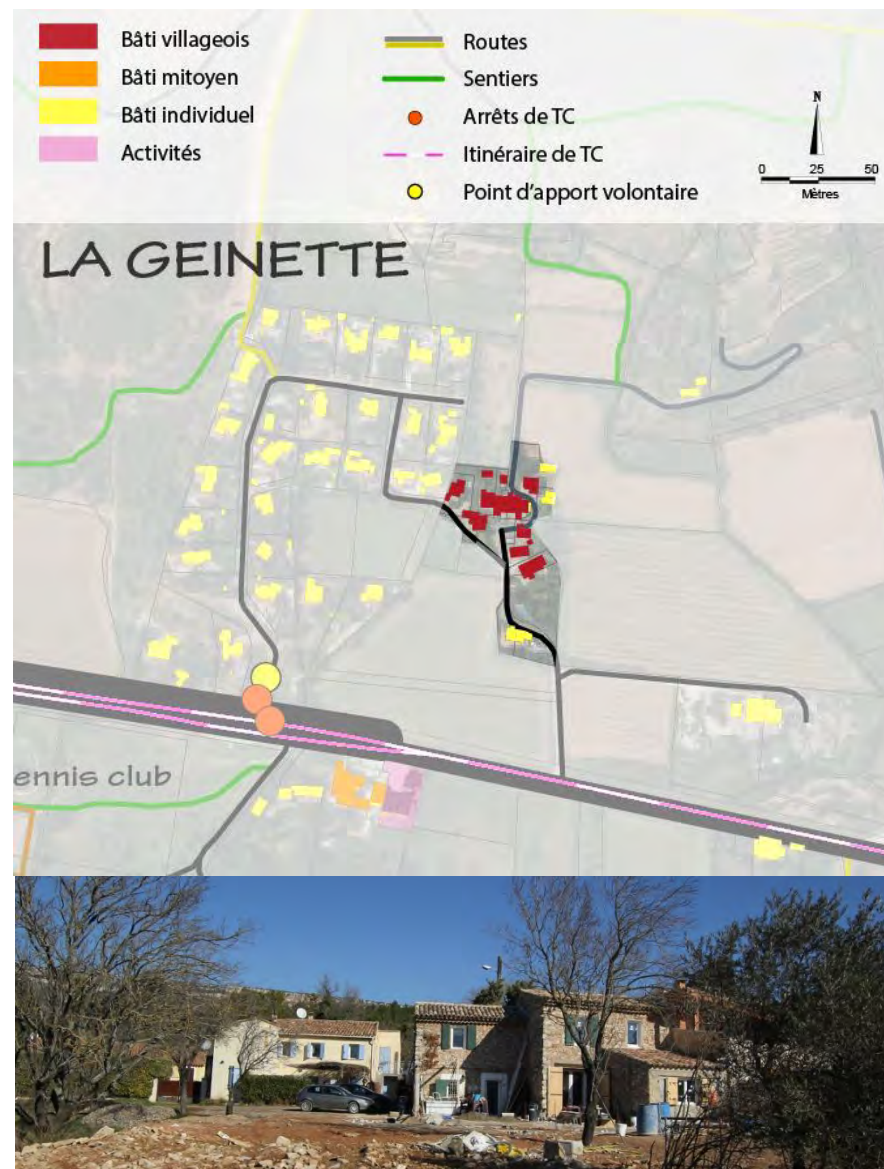 Bâti villageois
Bâti mitoyen
Bâti individuel
Activités
Routes
Sentiers
Arrêts de TC
Itinéraire de TC
Point d'apport volontaire
N
0 25 50
Mètres
LA GEINETTE
ennis club